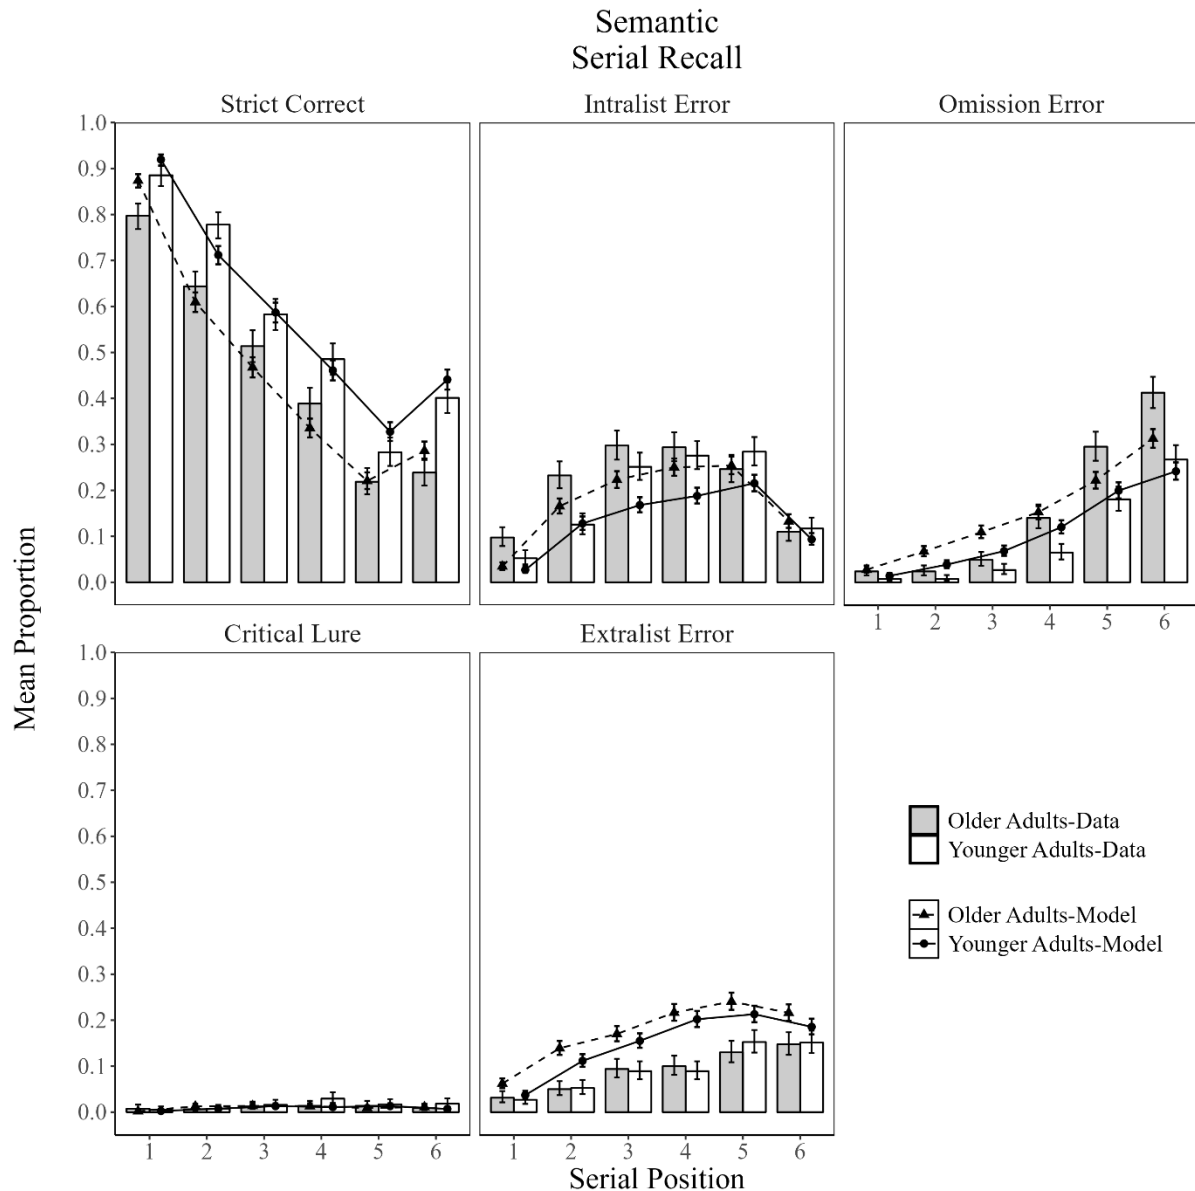 Semantic
Serial Recall
Strict Correct
Intralist Error
Omission Error
1.0
0.9
0.8
0.7
0.6
0.5
0.4
0.3
0.2
0.1
0.0
1 2 3 4 5 6
Mean Proportion
Critical Lure
Extralist Error
1.0
0.9
0.8
0.7
0.6
0.5
0.4
0.3
0.2
0.1
0.0
1 2 3 4 5 6
1 2 3 4 5 6
Serial Position
Older Adults-Data
Younger Adults-Data
Older Adults-Model
Younger Adults-Model